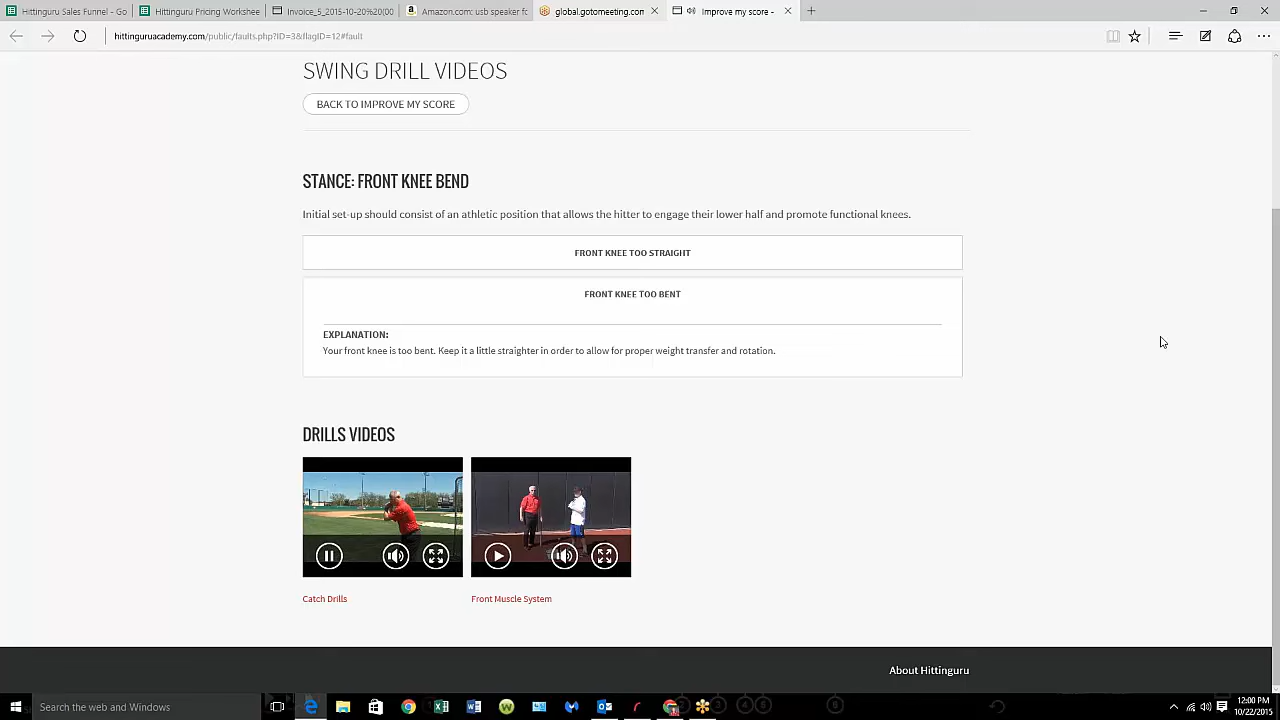 Hittinguru Sales Funnel - Go
Hittinguru Pricing Workshee
Invoice_5_2015-10-20%20(00
Amazon.com: usb speaker fo
global.gotomeeting.com
Improve my score -
hittinguruacademy.com/public/faults.php?ID=3&flagID=12#fault
SWING DRILL VIDEOS
BACK TO IMPROVE MY SCORE
STANCE: FRONT KNEE BEND
Initial set-up should consist of an athletic position that allows the hitter to engage their lower half and promote functional knees.
FRONT KNEE TOO STRAIGHT
FRONT KNEE TOO BENT
EXPLANATION:
Your front knee is too bent. Keep it a little straighter in order to allow for proper weight transfer and rotation.
DRILLS VIDEOS
Catch Drills
Front Muscle System
About Hittinguru
Search the web and Windows
12:00 PM
10/22/2015